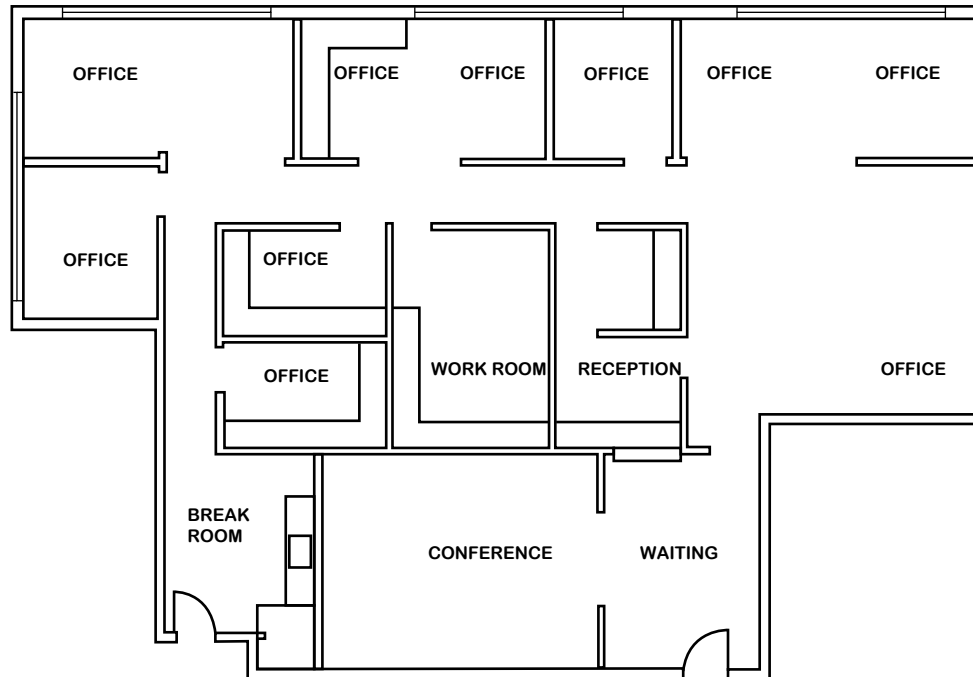 OFFICE
OFFICE
OFFICE
OFFICE
OFFICE
OFFICE
OFFICE
OFFICE
OFFICE
WORK ROOM
RECEPTION
OFFICE
BREAK
ROOM
CONFERENCE
WAITING